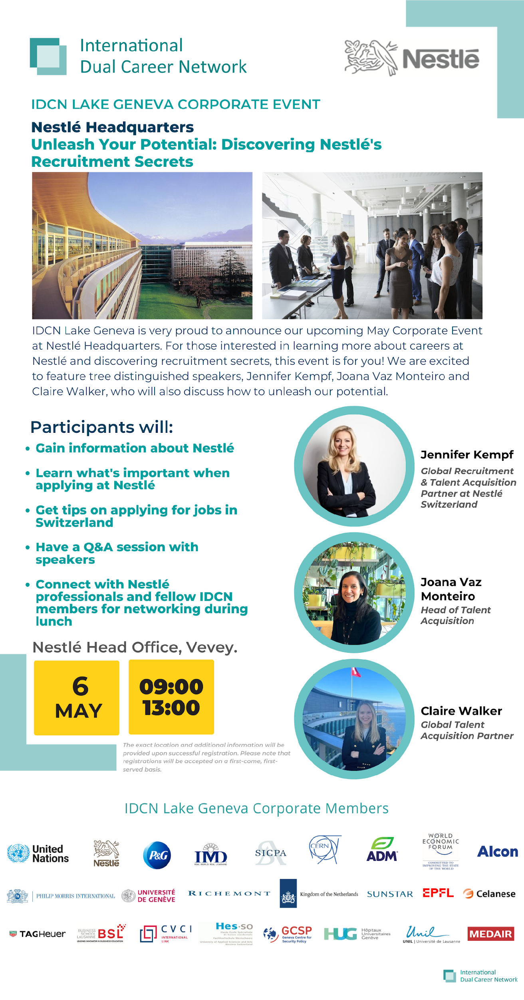 International
Dual Career Network
Nestlé
IDCN LAKE GENEVA CORPORATE EVENT
Nestlé Headquarters
Unleash Your Potential: Discovering Nestlé's
Recruitment Secrets
IDCN Lake Geneva is very proud to announce our upcoming May Corporate Event
at Nestlé Headquarters. For those interested in learning more about careers at
Nestlé and discovering recruitment secrets, this event is for you! We are excited
to feature tree distinguished speakers, Jennifer Kempf, Joana Vaz Monteiro and
Claire Walker, who will also discuss how to unleash our potential.
Participants will:
• Gain information about Nestlé
• Learn what's important when
applying at Nestlé
• Get tips on applying for jobs in
Switzerland
• Have a Q&A session with
speakers
• Connect with Nestlé
professionals and fellow IDCN
members for networking during
lunch
Jennifer Kempf
Global Recruitment
& Talent Acquisition
Partner at Nestlé
Switzerland
Joana Vaz
Monteiro
Head of Talent
Acquisition
Claire Walker
Global Talent
Acquisition Partner
Nestlé Head Office, Vevey.
6
MAY
09:00
13:00
The exact location and additional information will be
provided upon successful registration. Please note that
registrations will be accepted on a first-come, first-
served basis.
IDCN Lake Geneva Corporate Members
United
Nations
Nestlé
P&G
IMD
REAL WORLD. REAL LEARNING
SICPA
CERN
ADM
WORLD
ECONOMIC
FORUM
COMMITTED TO
IMPROVING THE STATE
OF THE WORLD
Alcon
PHILIP MORRIS INTERNATIONAL
UNIVERSITÉ
DE GENÈVE
RICHEMONT
Kingdom of the Netherlands
SUNSTAR
EPFL
Celanese
TAGHeuer
BUSINESS
SCHOOL
LAUSANNE
BSL
LEADING INNOVATOR IN BUSINESS EDUCATION
CVCI
INTERNATIONAL
LINK
Hes·so
Haute Ecole Spécialisée
de Suisse occidentale
Fachhochschule Westschweiz
University of Applied Sciences and Arts
Western Switzerland
GCSP
Geneva Centre for
Security Policy
HUG
Hôpitaux
Universitaires
Genève
Unil
UNIL | Université de Lausanne
MEDAIR
International
Dual Career Network